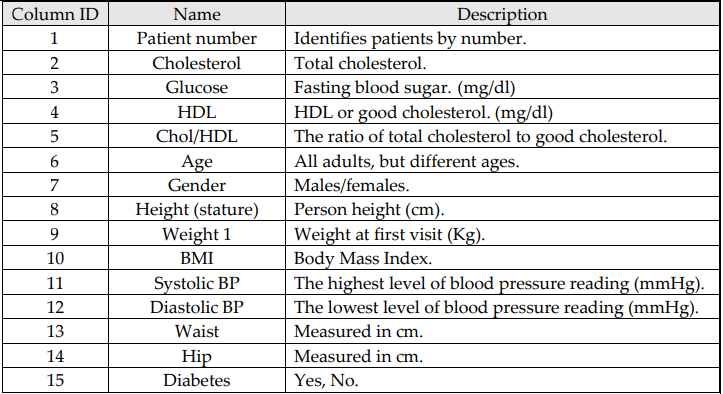 Column ID Name Description
1 Patient number Identifies patients by number.
2 Cholesterol Total cholesterol.
3 Glucose Fasting blood sugar. (mg/dl)
4 HDL HDL or good cholesterol. (mg/dl)
5 Chol/HDL The ratio of total cholesterol to good cholesterol.
6 Age All adults, but different ages.
7 Gender Males/females.
8 Height (stature) Person height (cm).
9 Weight 1 Weight at first visit (Kg).
10 BMI Body Mass Index.
11 Systolic BP The highest level of blood pressure reading (mmHg).
12 Diastolic BP The lowest level of blood pressure reading (mmHg).
13 Waist Measured in cm.
14 Hip Measured in cm.
15 Diabetes Yes, No.